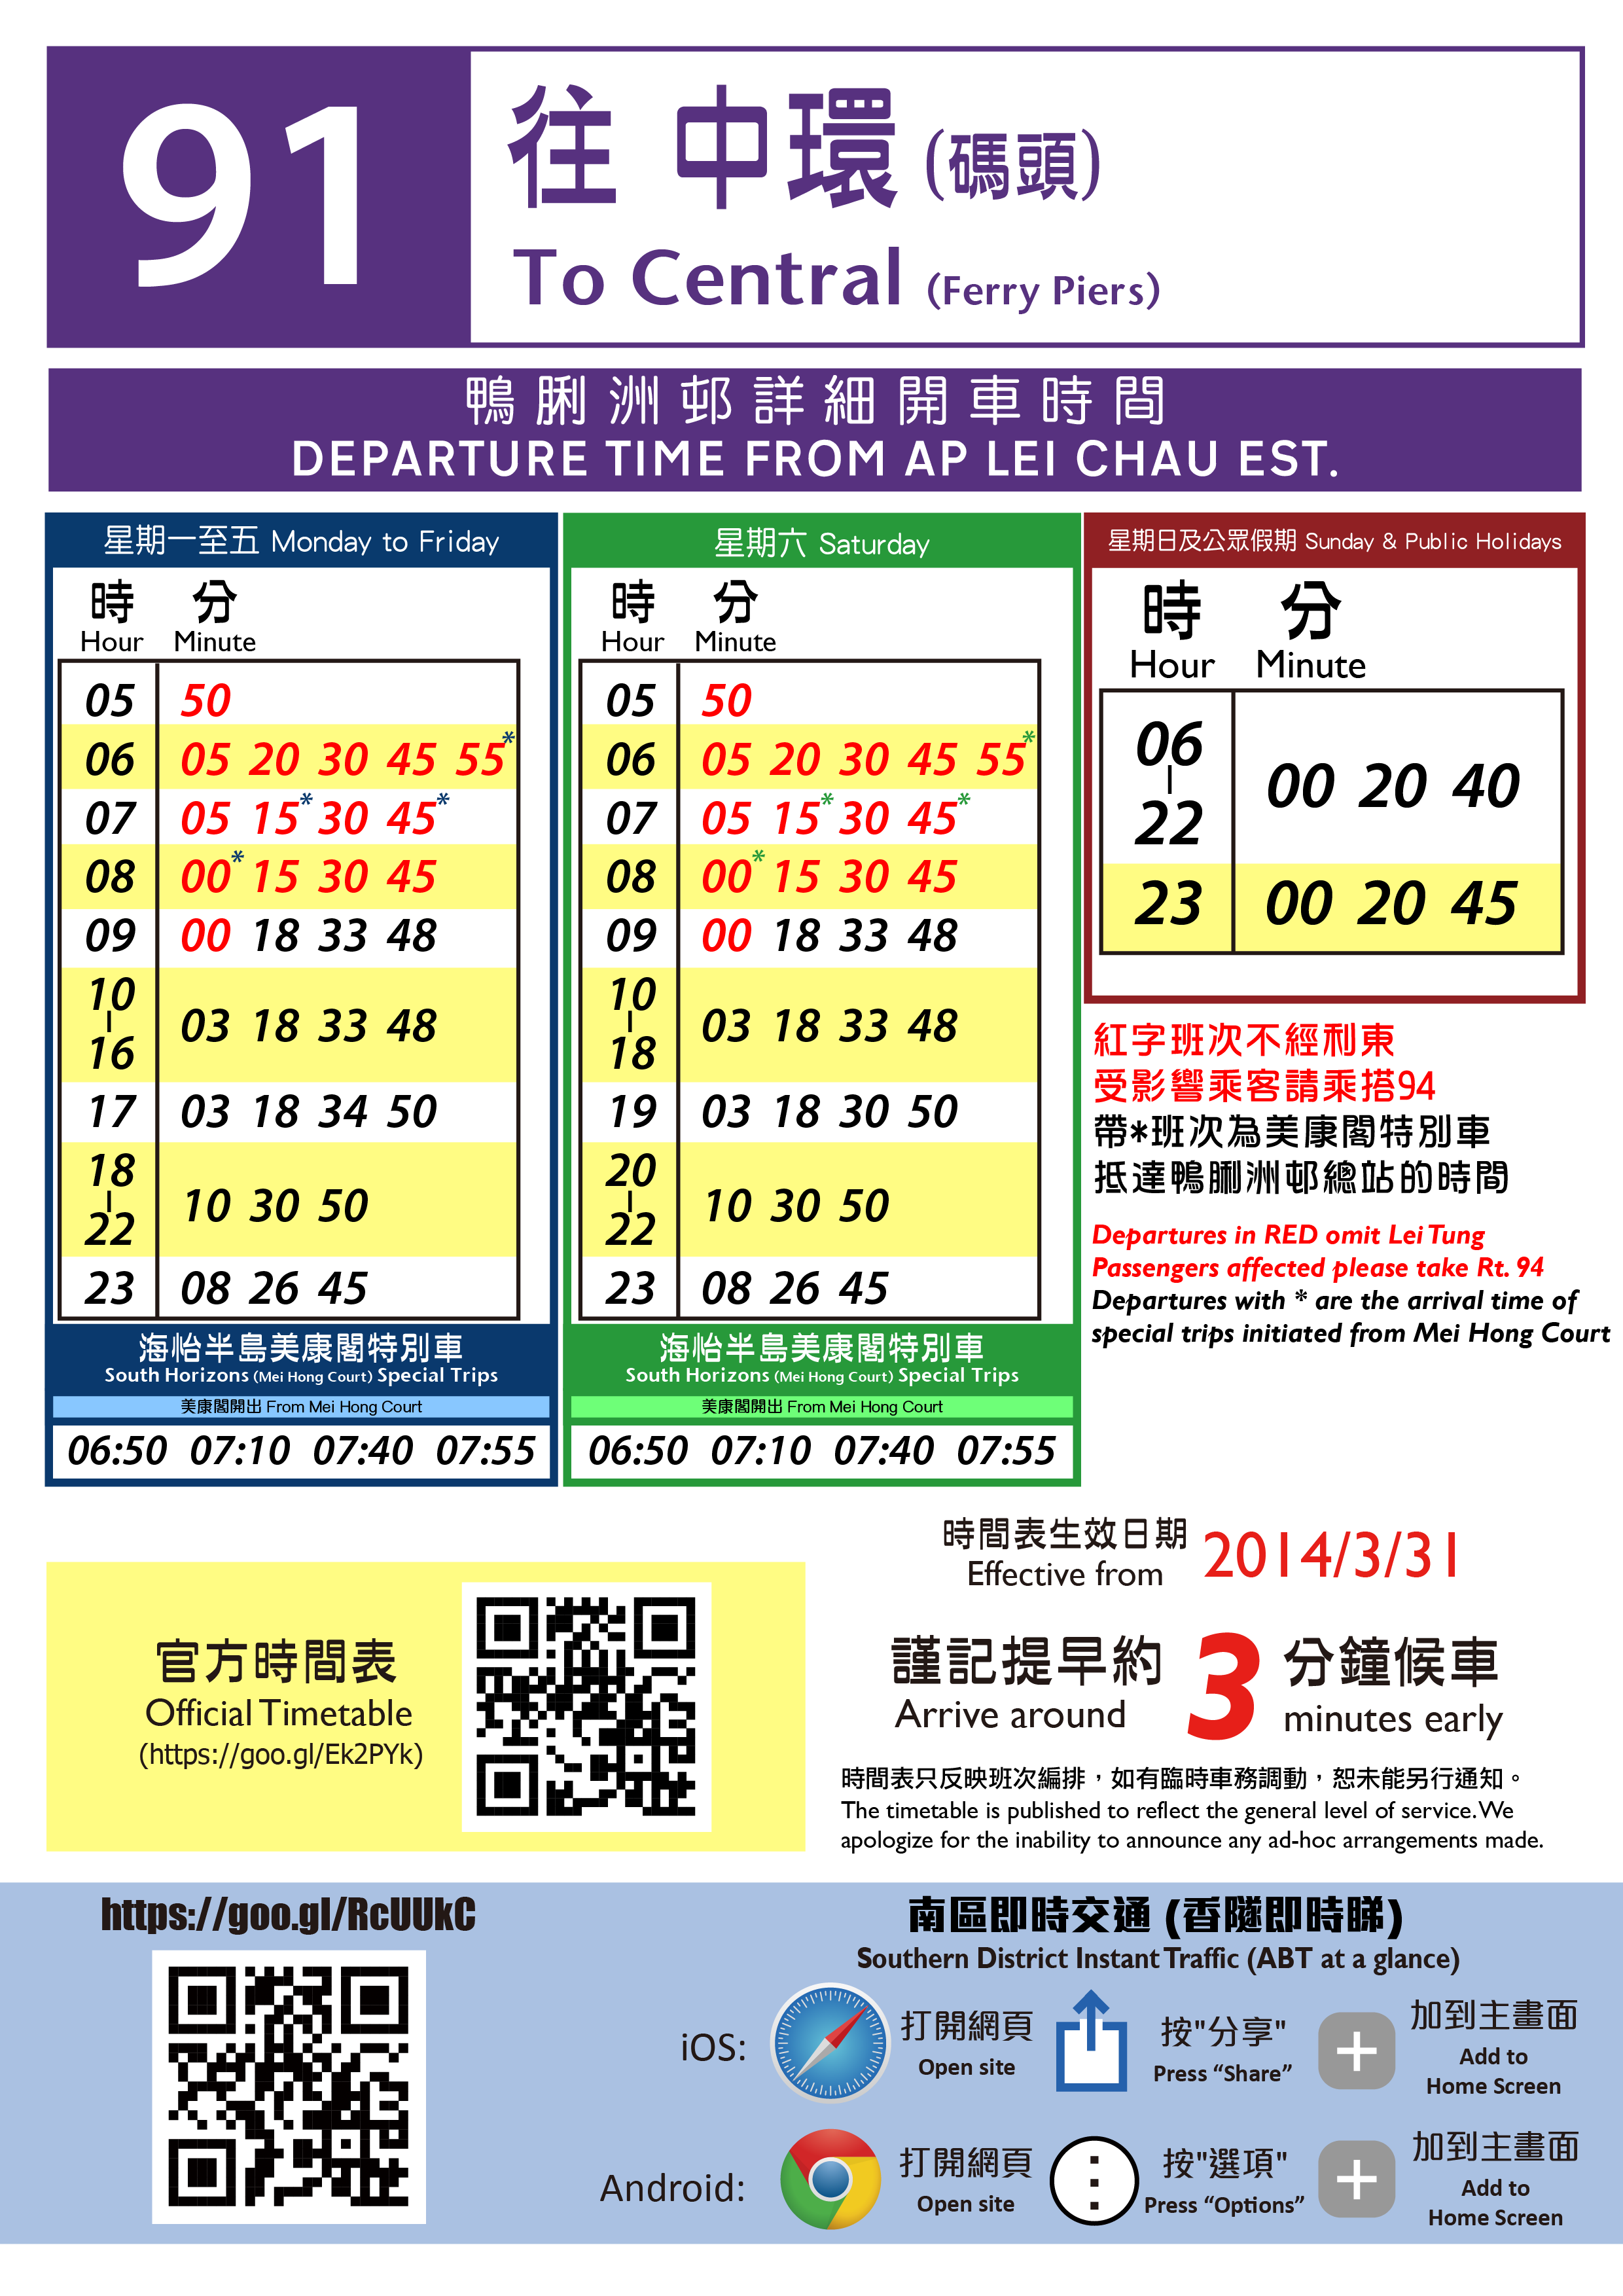 91
往 中環 (碼頭)
To Central (Ferry Piers)
鴨脷洲邨詳細開車時間
DEPARTURE TIME FROM AP LEI CHAU EST.
星期一至五 Monday to Friday
時 分
Hour Minute
05 50
06 05 20 30 45 55*
07 05 15* 30 45*
08 00* 15 30 45
09 00 18 33 48
10
|
16
03 18 33 48
17 03 18 34 50
18
|
22
10 30 50
23 08 26 45
海怡半島美康閣特別車
South Horizons (Mei Hong Court) Special Trips
美康閣開出 From Mei Hong Court
06:50 07:10 07:40 07:55
星期六 Saturday
時 分
Hour Minute
05 50
06 05 20 30 45 55*
07 05 15* 30 45*
08 00* 15 30 45
09 00 18 33 48
10
|
18
03 18 33 48
19 03 18 30 50
20
|
22
10 30 50
23 08 26 45
海怡半島美康閣特別車
South Horizons (Mei Hong Court) Special Trips
美康閣開出 From Mei Hong Court
06:50 07:10 07:40 07:55
星期日及公眾假期 Sunday & Public Holidays
時 分
Hour Minute
06
|
22
00 20 40
23 00 20 45
紅字班次不經利東
受影響乘客請乘搭94
帶*班次為美康閣特別車
抵達鴨脷洲邨總站的時間
Departures in RED omit Lei Tung
Passengers affected please take Rt. 94
Departures with * are the arrival time of
special trips initiated from Mei Hong Court
時間表生效日期
Effective from
2014/3/31
官方時間表
Official Timetable
(https://goo.gl/Ek2PYk)
謹記提早約 3 分鐘候車
Arrive around minutes early
時間表只反映班次編排，如有臨時車務調動，恕未能另行通知。
The timetable is published to reflect the general level of service. We
apologize for the inability to announce any ad-hoc arrangements made.
https://goo.gl/RcUUkC
南區即時交通 (香隧即時睇)
Southern District Instant Traffic (ABT at a glance)
iOS:
打開網頁
Open site
按"分享"
Press “Share”
加到主畫面
Add to
Home Screen
Android:
打開網頁
Open site
按"選項"
Press “Options”
加到主畫面
Add to
Home Screen